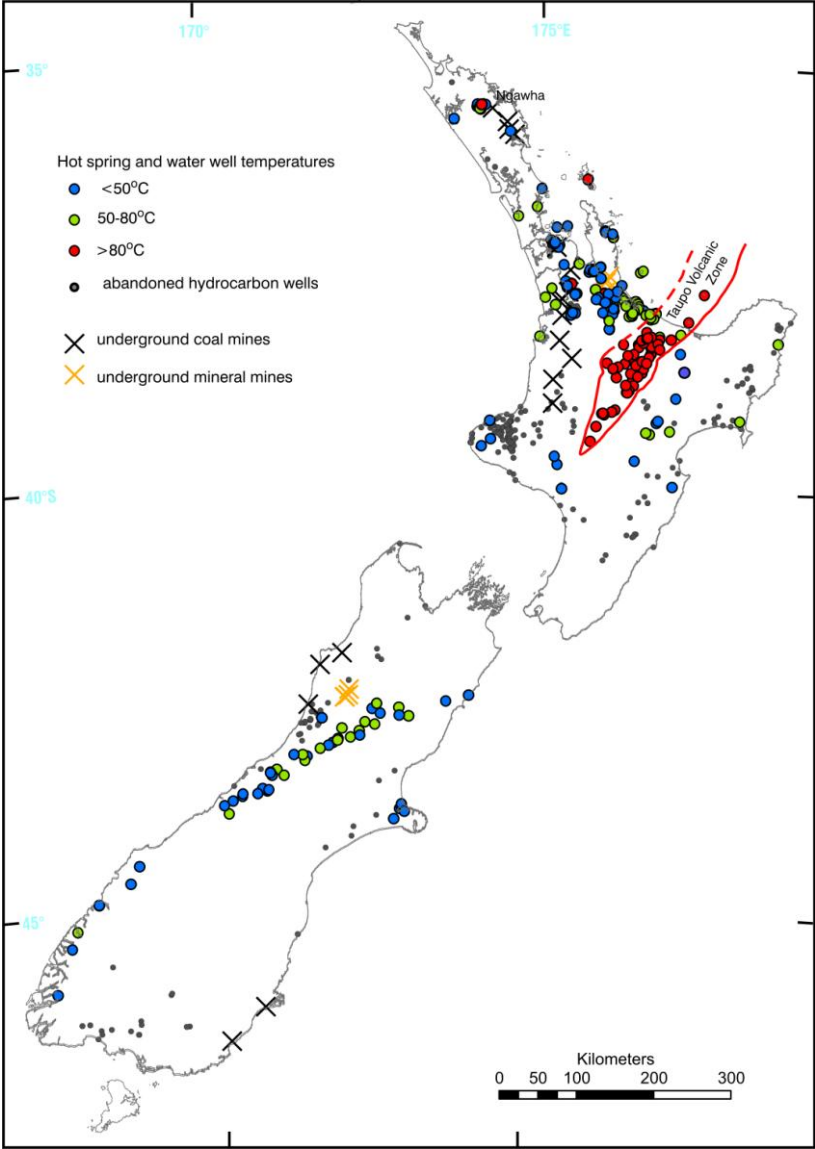 170°
175°E
35°
Ngawha
Hot spring and water well temperatures
<50°C
50-80°C
>80°C
abandoned hydrocarbon wells
underground coal mines
underground mineral mines
Taupo Volcanic
Zone
40°S
45°
Kilometers
0 50 100 200 300